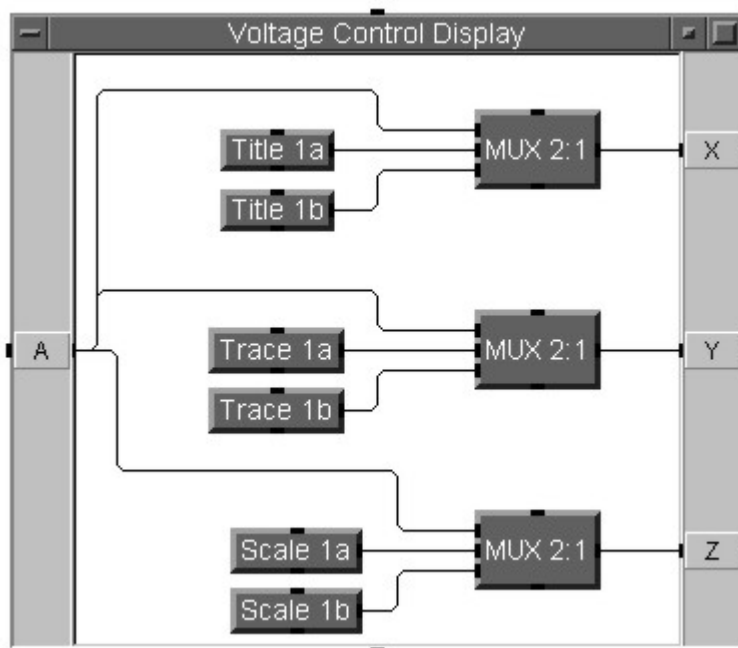 Voltage Control Display
Title 1a
MUX 2:1
X
Title 1b
A
Trace 1a
MUX 2:1
Y
Trace 1b
Scale 1a
MUX 2:1
Z
Scale 1b